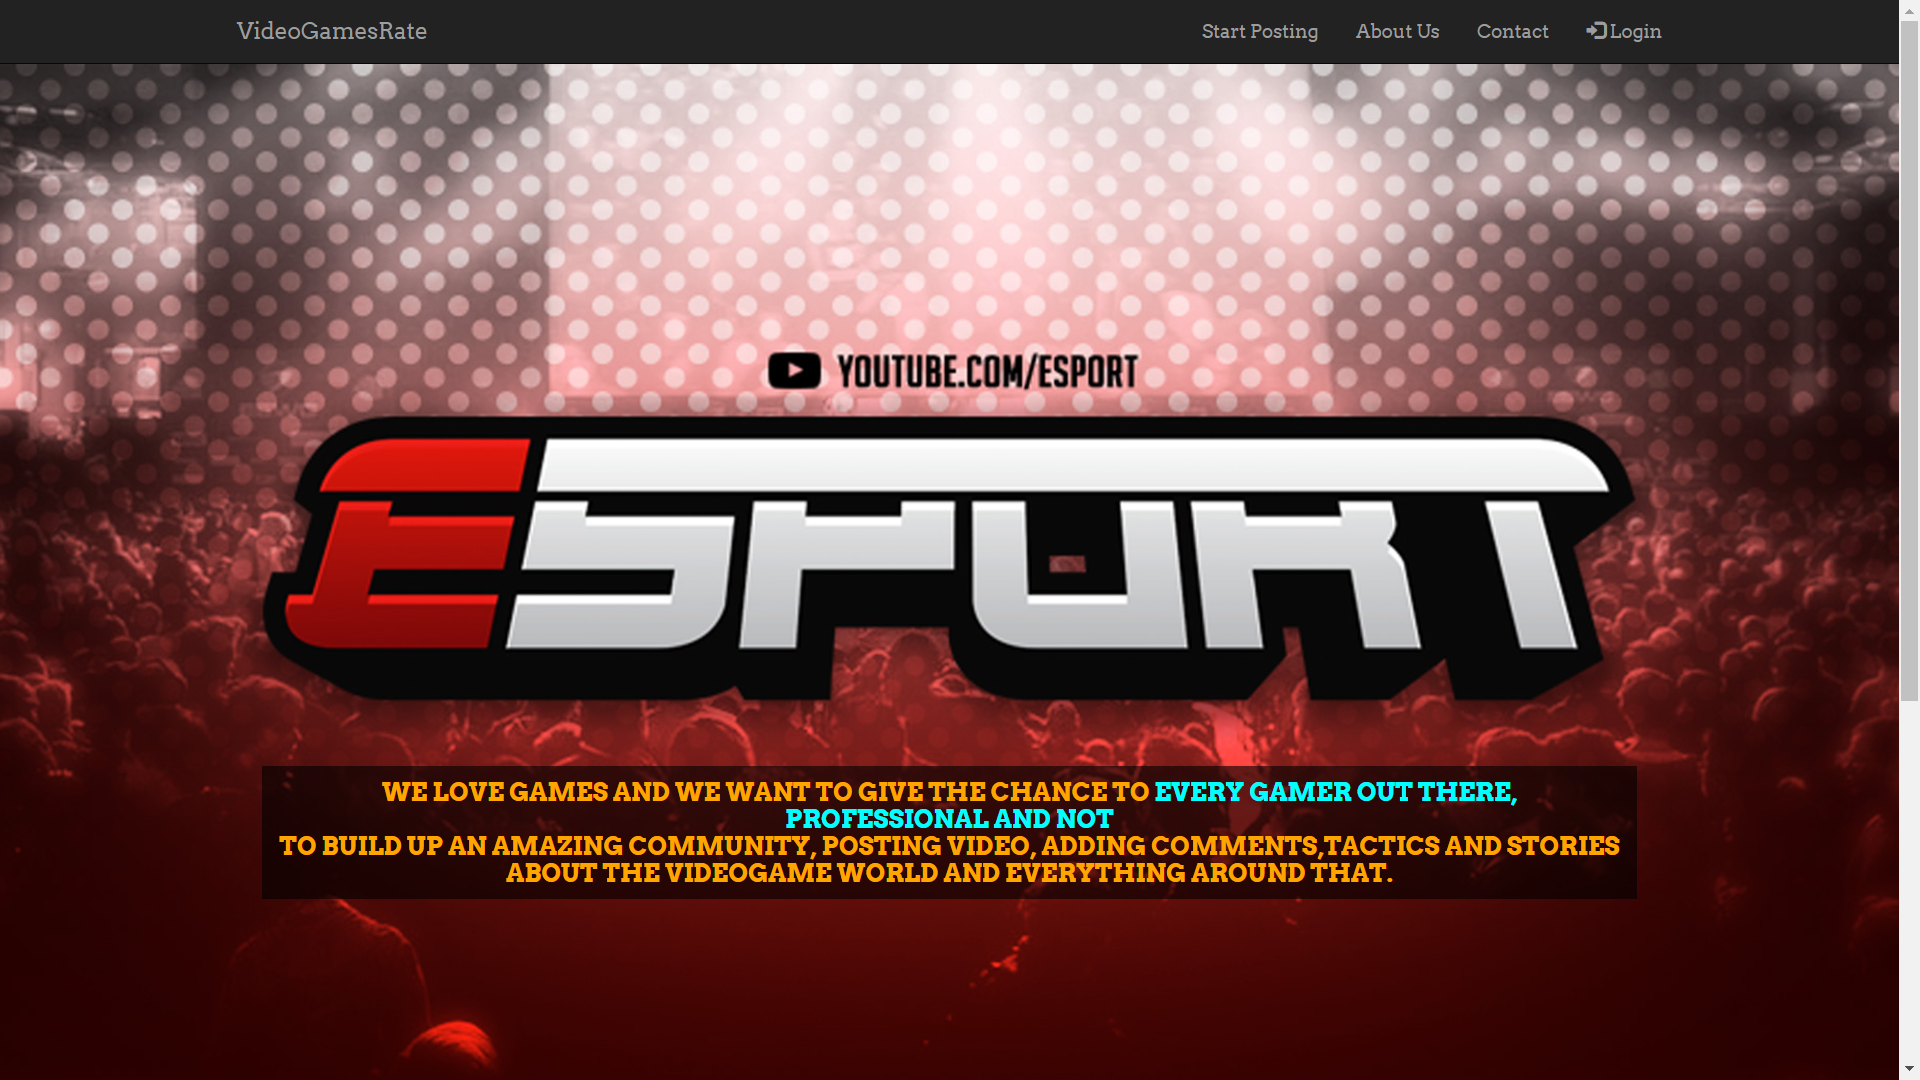 VideoGamesRate
Start Posting
About Us
Contact
Login
YOUTUBE.COM/ESPORT
ESPORT
WE LOVE GAMES AND WE WANT TO GIVE THE CHANCE TO EVERY GAMER OUT THERE,
PROFESSIONAL AND NOT
TO BUILD UP AN AMAZING COMMUNITY, POSTING VIDEO, ADDING COMMENTS,TACTICS AND STORIES
ABOUT THE VIDEOGAME WORLD AND EVERYTHING AROUND THAT.